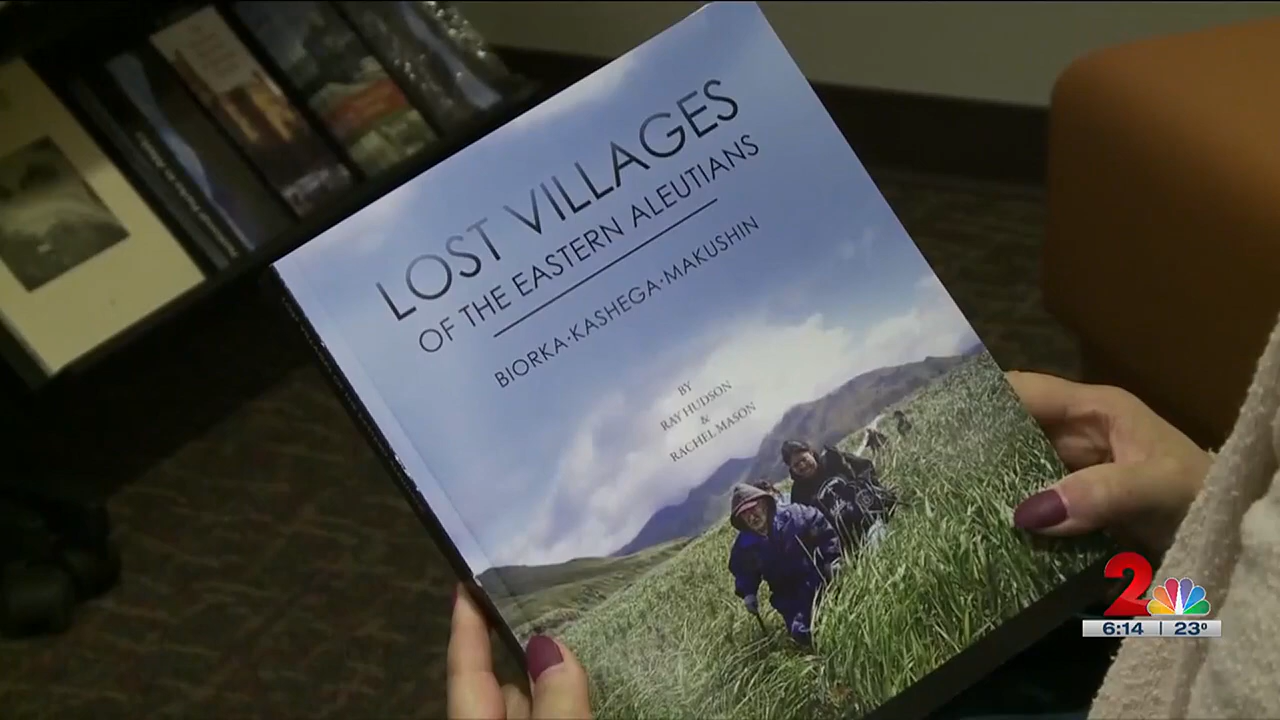 LOST VILLAGES
OF THE EASTERN ALEUTIANS
BIORKA·KASHEGA·MAKUSHIN
BY
RAY HUDSON
&
RACHEL MASON
2
6:14 | 23°